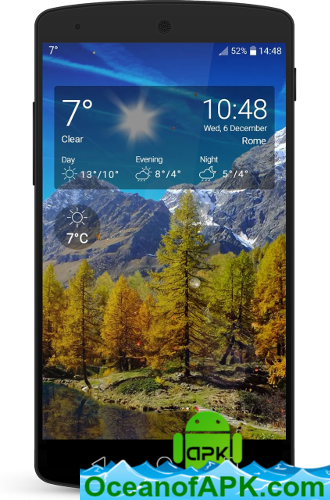 7° 52% 14:48
7° 10:48
Clear Wed, 6 December
Rome
Day Evening Night
13°/10° 8°/4° 5°/4°
7°C
apk
OceanofAPK.com